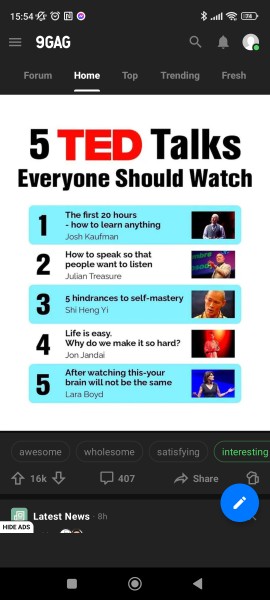 15:54
74
9GAG
Forum Home Top Trending Fresh
5 TED Talks
Everyone Should Watch
1
The first 20 hours
- how to learn anything
Josh Kaufman
2
How to speak so that
people want to listen
Julian Treasure
3
5 hindrances to self-mastery
Shi Heng Yi
4
Life is easy.
Why do we make it so hard?
Jon Jandai
5
After watching this-your
brain will not be the same
Lara Boyd
awesome wholesome satisfying interesting
16k 407 Share
Latest News · 8h
HIDE ADS